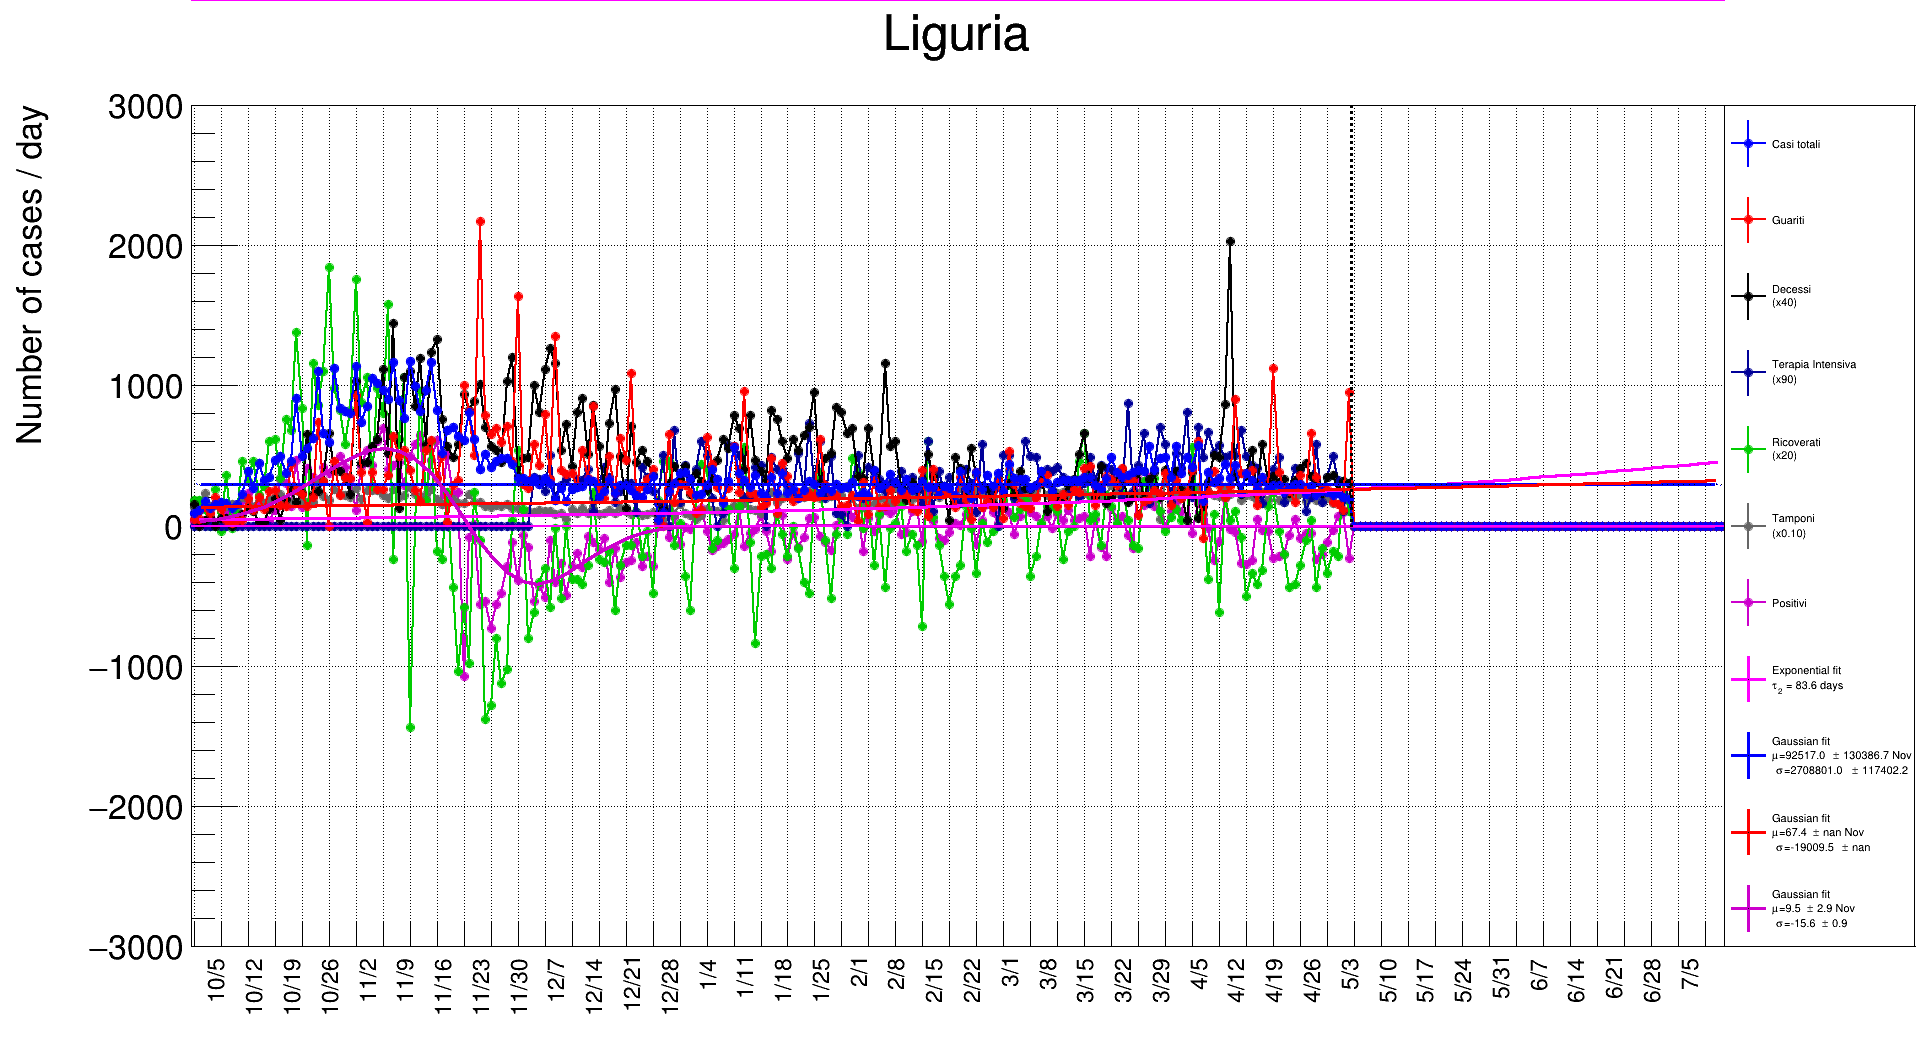 Liguria
Number of cases / day
3000
2000
1000
0
−1000
−2000
−3000
10/5
10/12
10/19
10/26
11/2
11/9
11/16
11/23
11/30
12/7
12/14
12/21
12/28
1/4
1/11
1/18
1/25
2/1
2/8
2/15
2/22
3/1
3/8
3/15
3/22
3/29
4/5
4/12
4/19
4/26
5/3
5/10
5/17
5/24
5/31
6/7
6/14
6/21
6/28
7/5
Casi totali
Guariti
Decessi
(x40)
Terapia Intensiva
(x90)
Ricoverati
(x20)
Tamponi
(x0.10)
Positivi
Exponential fit
τ2 = 83.6 days
Gaussian fit
μ=92517.0 ± 130386.7 Nov
σ=2708801.0 ± 117402.2
Gaussian fit
μ=67.4 ± nan Nov
σ=-19009.5 ± nan
Gaussian fit
μ=9.5 ± 2.9 Nov
σ=-15.6 ± 0.9